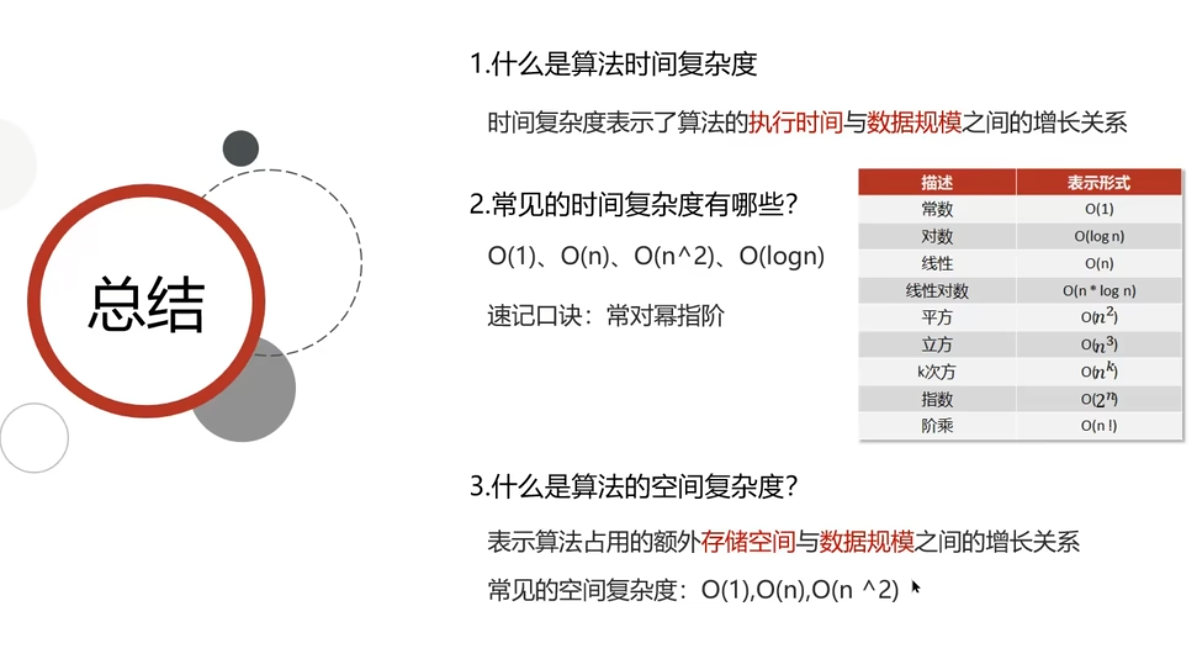 总结
1.什么是算法时间复杂度
时间复杂度表示了算法的执行时间与数据规模之间的增长关系
2.常见的时间复杂度有哪些？
O(1)、O(n)、O(n^2)、O(logn)
速记口诀：常对幂指阶
描述 表示形式
常数 O(1)
对数 O(log n)
线性 O(n)
线性对数 O(n * log n)
平方 O(n²)
立方 O(n³)
k次方 O(nᵏ)
指数 O(2ⁿ)
阶乘 O(n !)
3.什么是算法的空间复杂度？
表示算法占用的额外存储空间与数据规模之间的增长关系
常见的空间复杂度：O(1),O(n),O(n ^2)